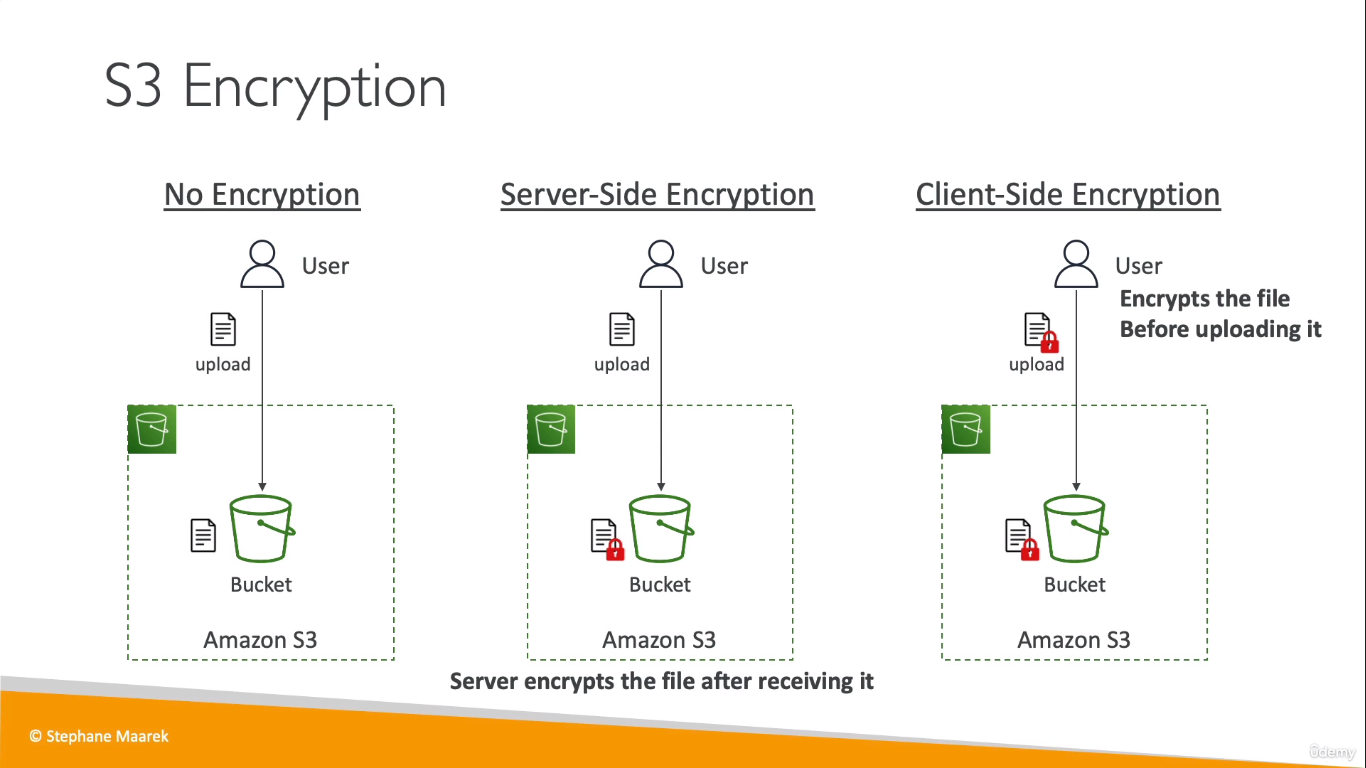 S3 Encryption
No Encryption
User
upload
Bucket
Amazon S3
Server-Side Encryption
User
upload
Bucket
Amazon S3
Server encrypts the file after receiving it
Client-Side Encryption
User
Encrypts the file
Before uploading it
upload
Bucket
Amazon S3
© Stephane Maarek
ûdemy